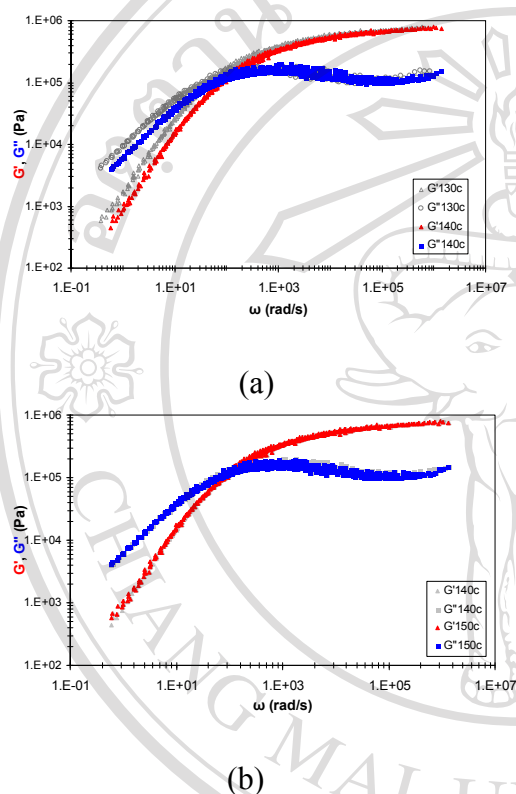 1.E+06
1.E+05
1.E+04
1.E+03
1.E+02
G', G" (Pa)
G'130c
G"130c
G'140c
G"140c
1.E-01 1.E+01 1.E+03 1.E+05 1.E+07
ω (rad/s)
(a)
1.E+06
1.E+05
1.E+04
1.E+03
1.E+02
G', G" (Pa)
G'140c
G"140c
G'150c
G"150c
1.E-01 1.E+01 1.E+03 1.E+05 1.E+07
ω (rad/s)
(b)
CHIANG MAI U